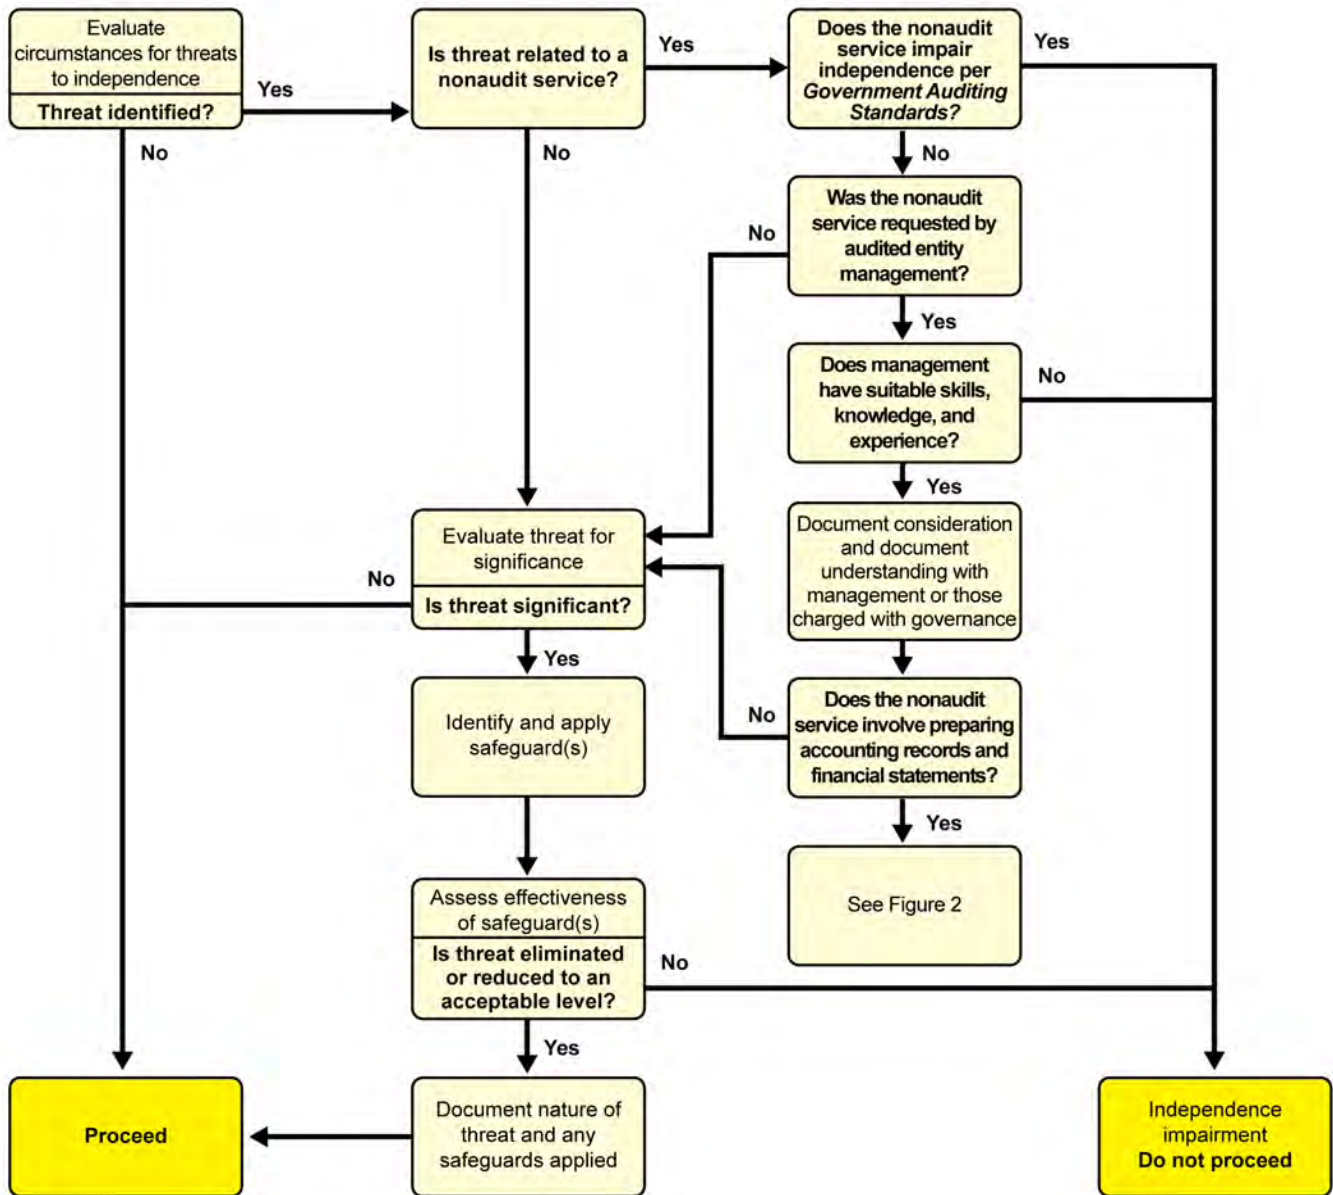 Evaluate
circumstances for threats
to independence
Threat identified?
Yes
No
Is threat related to a
nonaudit service?
Yes
No
Does the nonaudit
service impair
independence per
Government Auditing
Standards?
Yes
No
Was the nonaudit
service requested by
audited entity
management?
No
Yes
Does management
have suitable skills,
knowledge, and
experience?
No
Yes
Document consideration
and document
understanding with
management or those
charged with governance
Evaluate threat for
significance
Is threat significant?
No
Yes
Does the nonaudit
service involve preparing
accounting records and
financial statements?
No
Yes
Identify and apply
safeguard(s)
See Figure 2
Assess effectiveness
of safeguard(s)
Is threat eliminated
or reduced to an
acceptable level?
No
Yes
Proceed
Document nature of
threat and any
safeguards applied
Independence
impairment
Do not proceed